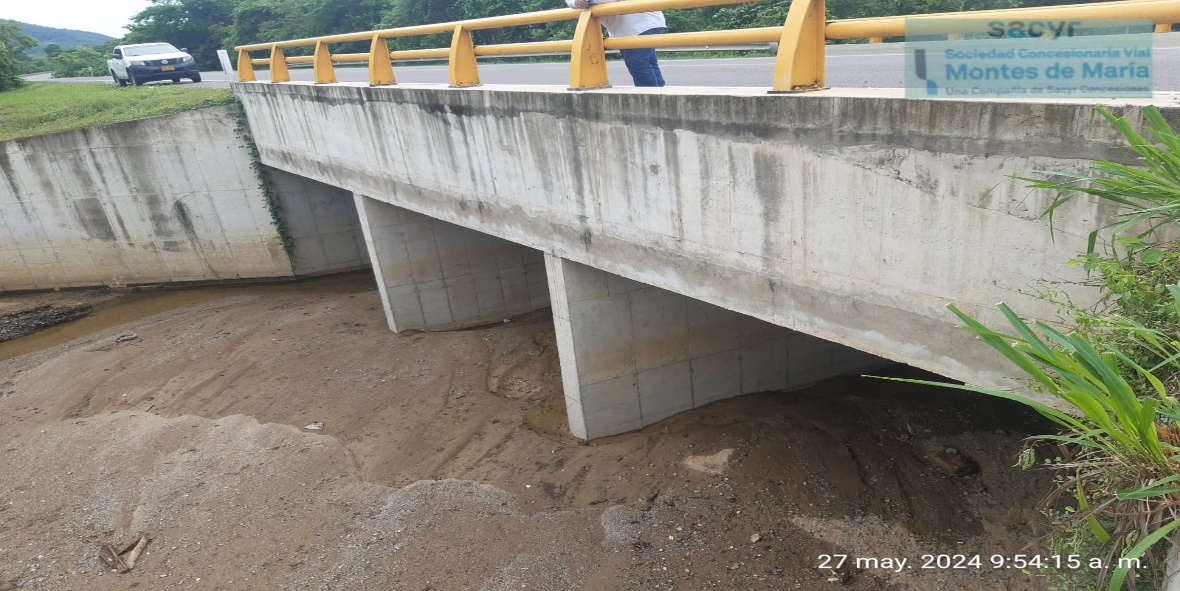 sacyr
Sociedad Concesionaria Vial
Montes de María
Una Compañía de Sacyr Concesiones
27 may. 2024 9:54:15 a. m.